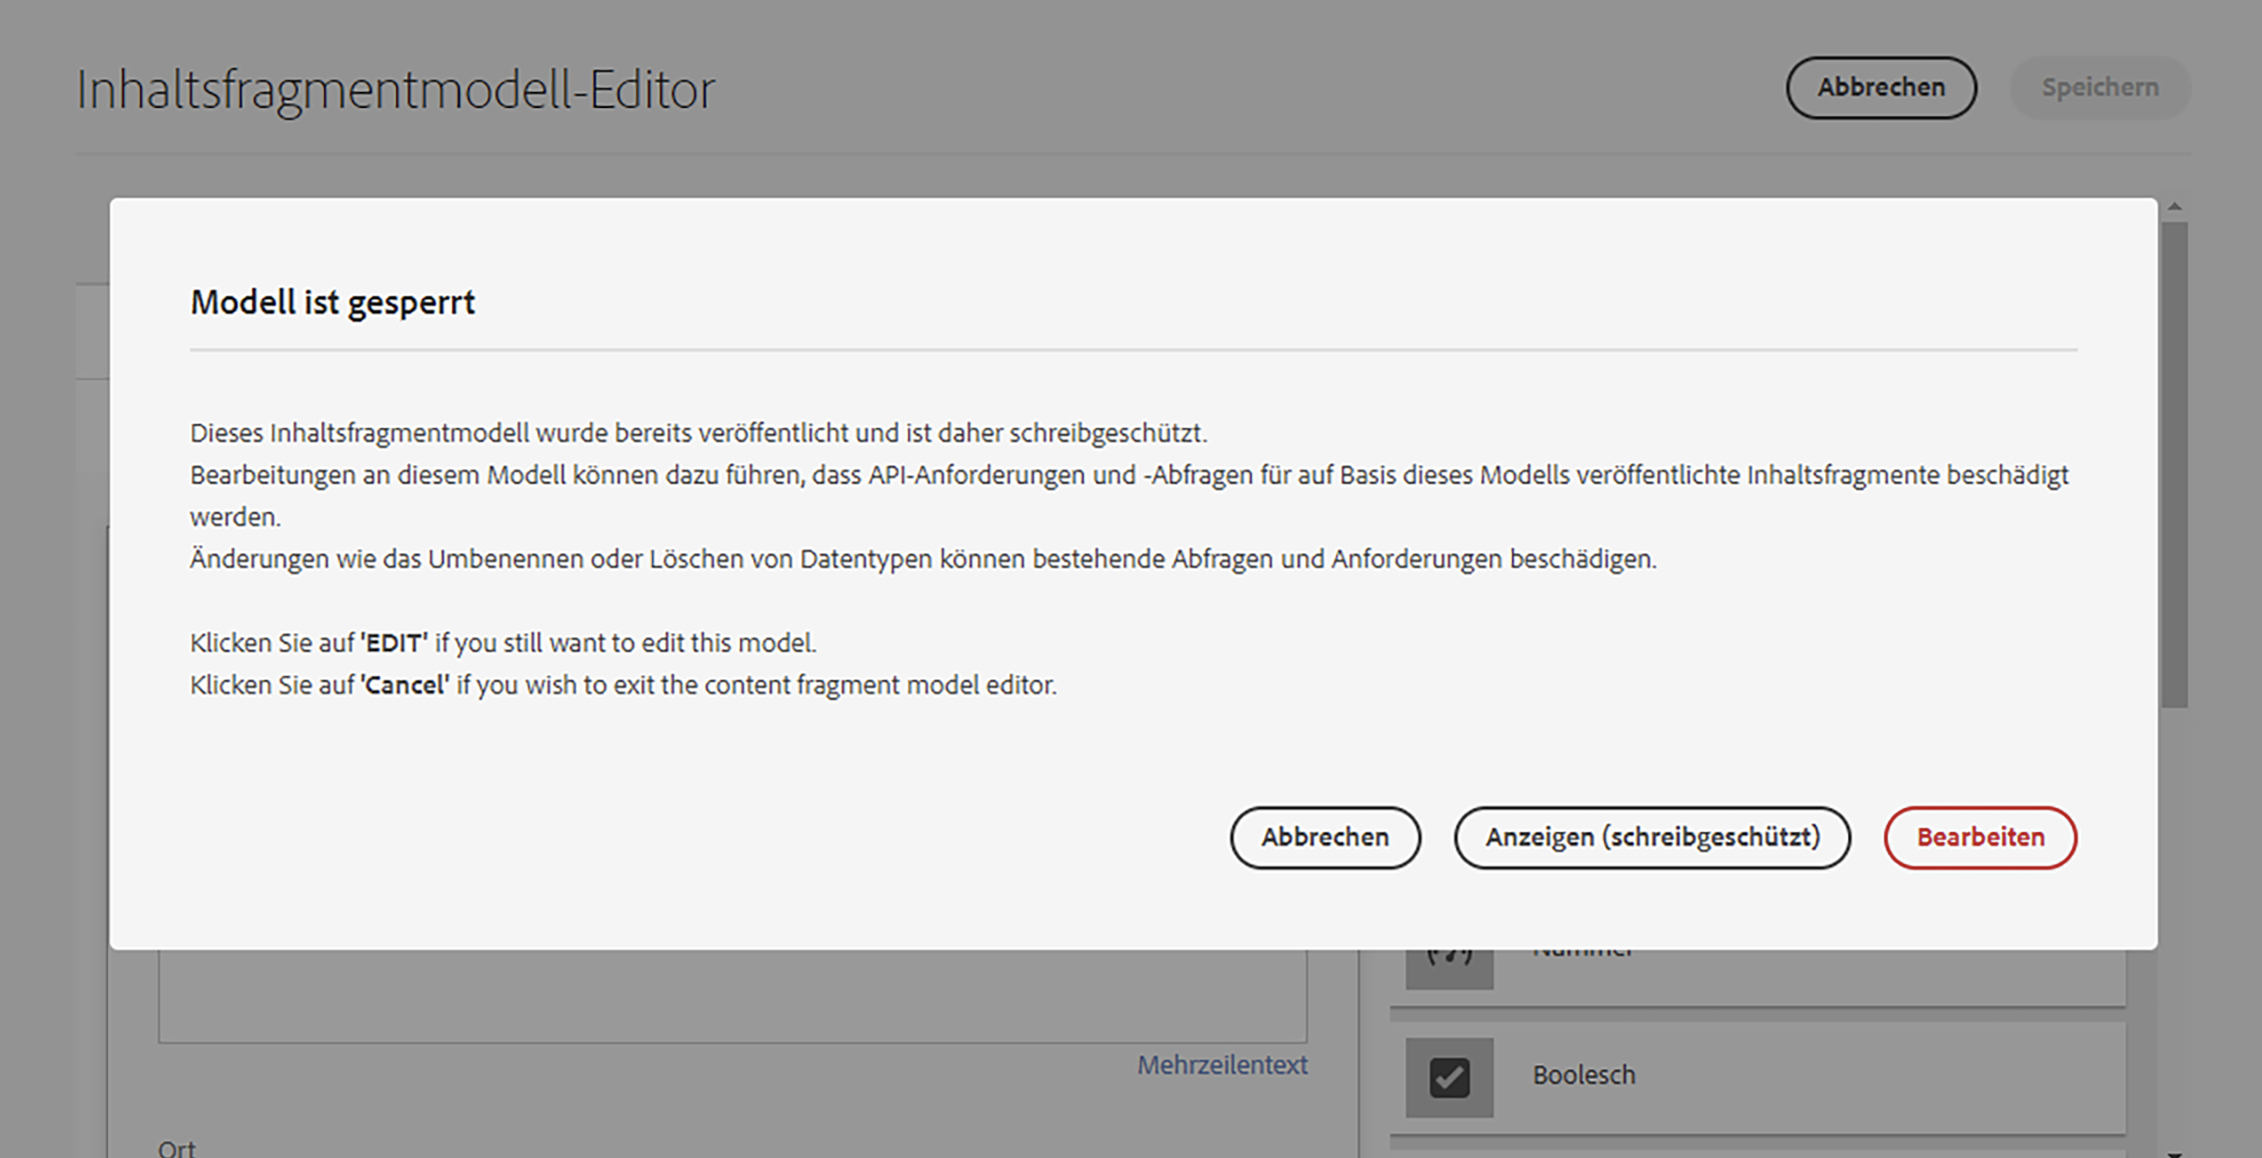 Inhaltsfragmentmodell-Editor
Abbrechen
Speichern
Modell ist gesperrt
Dieses Inhaltsfragmentmodell wurde bereits veröffentlicht und ist daher schreibgeschützt.
Bearbeitungen an diesem Modell können dazu führen, dass API-Anforderungen und -Abfragen für auf Basis dieses Modells veröffentlichte Inhaltsfragmente beschädigt
werden.
Änderungen wie das Umbenennen oder Löschen von Datentypen können bestehende Abfragen und Anforderungen beschädigen.
Klicken Sie auf 'EDIT' if you still want to edit this model.
Klicken Sie auf 'Cancel' if you wish to exit the content fragment model editor.
Abbrechen
Anzeigen (schreibgeschützt)
Bearbeiten
Nummer
Mehrzeilentext
Boolesch
Ort